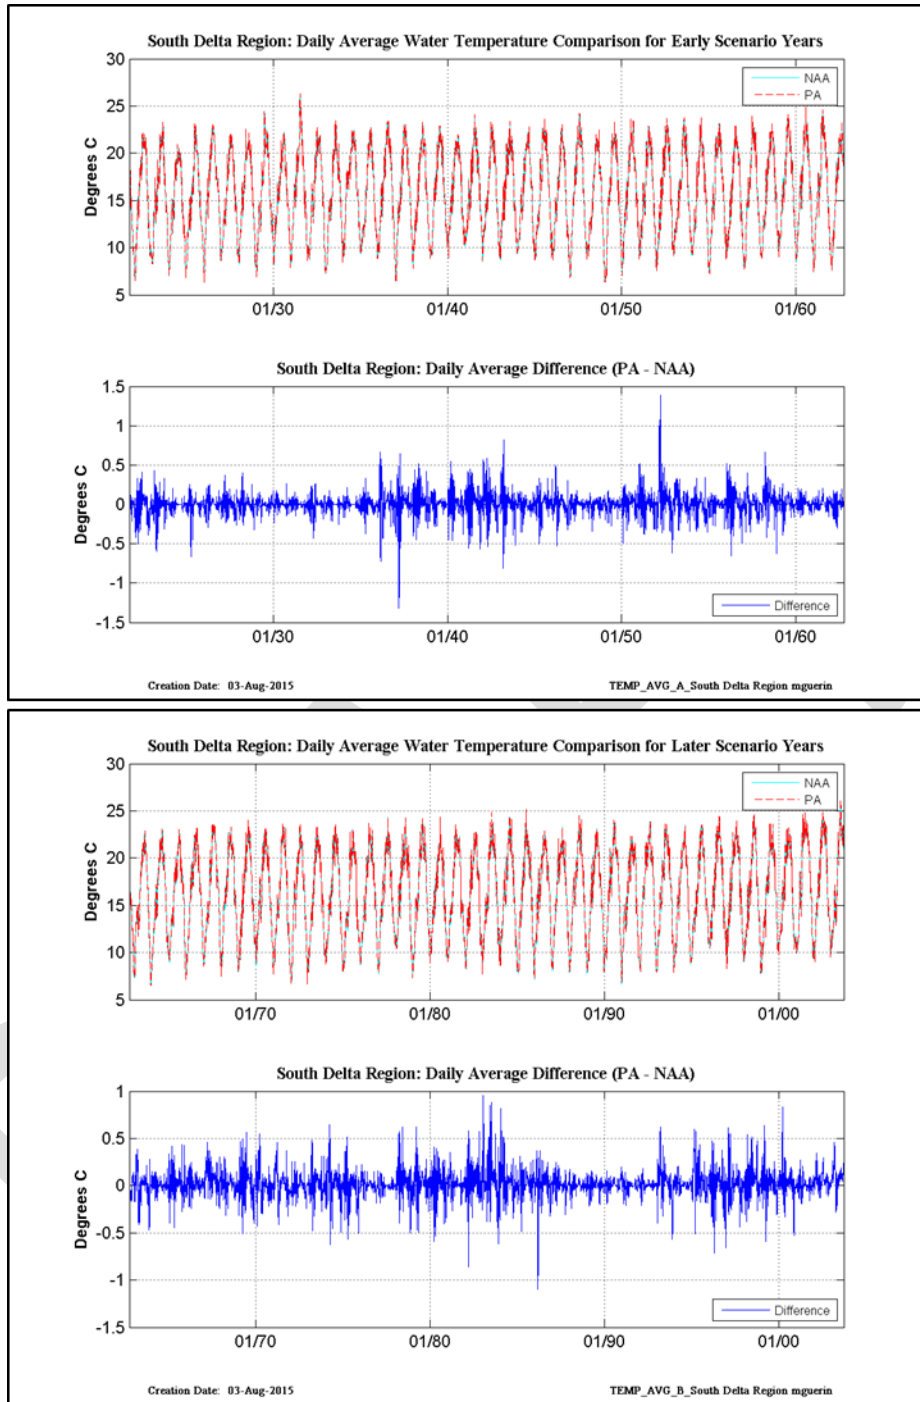 South Delta Region: Daily Average Water Temperature Comparison for Early Scenario Years
30
25
20
15
10
5
Degrees C
NAA
PA
01/30 01/40 01/50 01/60
South Delta Region: Daily Average Difference (PA - NAA)
1.5
1
0.5
0
-0.5
-1
-1.5
Degrees C
Difference
01/30 01/40 01/50 01/60
Creation Date: 03-Aug-2015 TEMP_AVG_A_South Delta Region mguerin
South Delta Region: Daily Average Water Temperature Comparison for Later Scenario Years
30
25
20
15
10
5
Degrees C
NAA
PA
01/70 01/80 01/90 01/00
South Delta Region: Daily Average Difference (PA - NAA)
1
0.5
0
-0.5
-1
-1.5
Degrees C
Difference
01/70 01/80 01/90 01/00
Creation Date: 03-Aug-2015 TEMP_AVG_B_South Delta Region mguerin